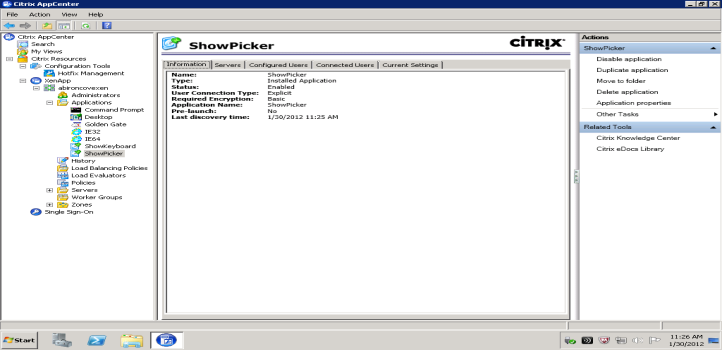 Citrix AppCenter
File Action View Help
Citrix AppCenter
Search
My Views
Citrix Resources
Configuration Tools
Hotfix Management
XenApp
abironcovexen
Administrators
Applications
Command Prompt
Desktop
Golden Gate
IE32
IE64
ShowKeyboard
ShowPicker
History
Load Balancing Policies
Load Evaluators
Policies
Servers
Worker Groups
Zones
Single Sign-On
ShowPicker
CITRIX
Information Servers Configured Users Connected Users Current Settings
Name: ShowPicker
Type: Installed Application
Status: Enabled
User Connection Type: Explicit
Required Encryption: Basic
Application Name: ShowPicker
Pre-launch: No
Last discovery time: 1/30/2012 11:25 AM
Actions
ShowPicker
Disable application
Duplicate application
Move to folder
Delete application
Application properties
Other Tasks
Related Tools
Citrix Knowledge Center
Citrix eDocs Library
Start
11:26 AM
1/30/2012